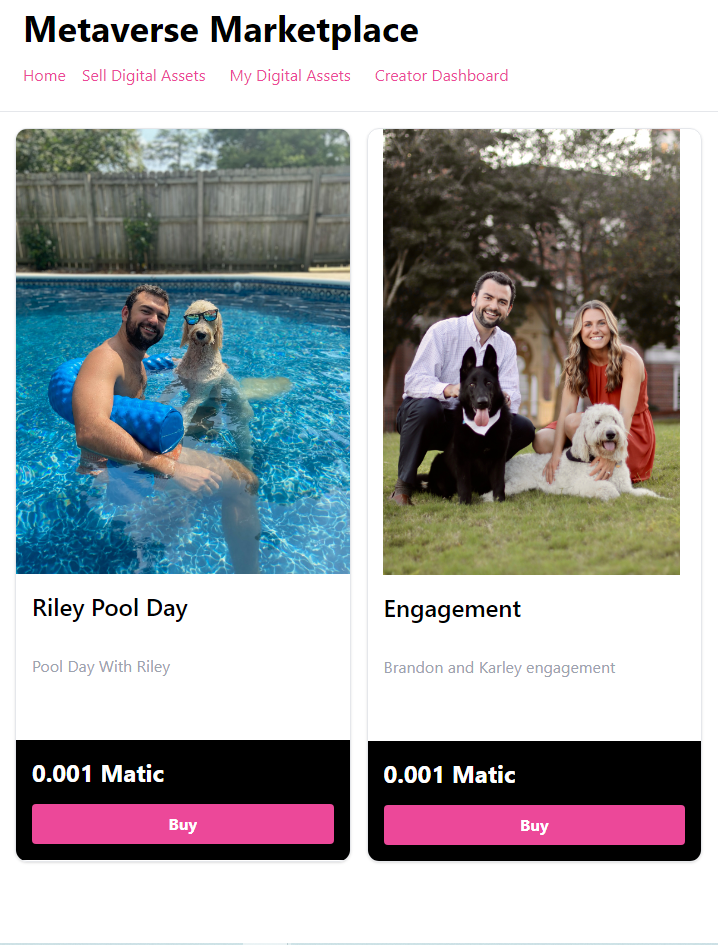 Metaverse Marketplace
Home Sell Digital Assets My Digital Assets Creator Dashboard
Riley Pool Day
Pool Day With Riley
0.001 Matic
Buy
Engagement
Brandon and Karley engagement
0.001 Matic
Buy